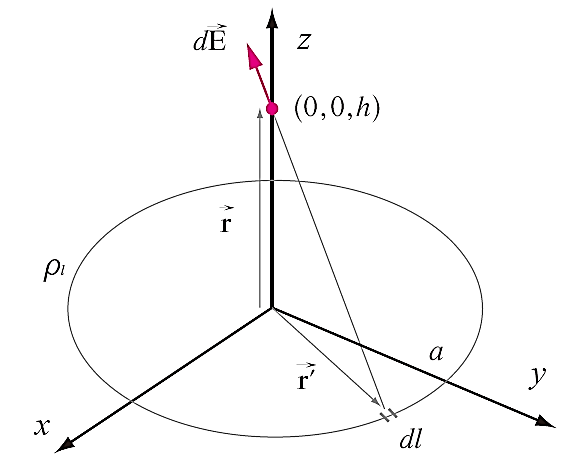 dE⃗
z
(0, 0, h)
r⃗
ρₗ
a
r⃗′
y
x
dl